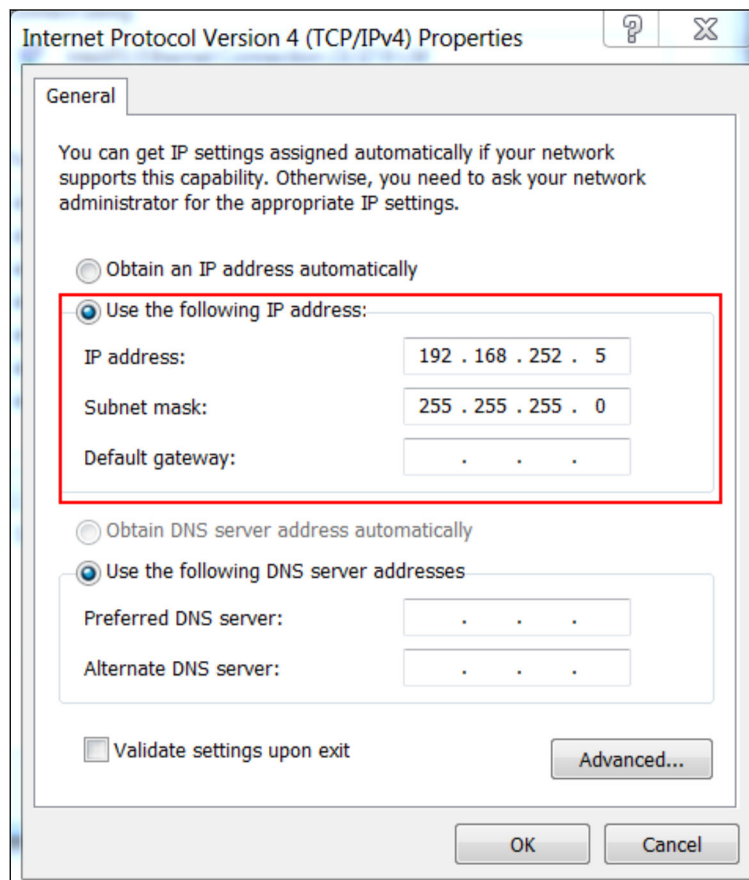 Internet Protocol Version 4 (TCP/IPv4) Properties
General
You can get IP settings assigned automatically if your network
supports this capability. Otherwise, you need to ask your network
administrator for the appropriate IP settings.
Obtain an IP address automatically
Use the following IP address:
IP address: 192 . 168 . 252 . 5
Subnet mask: 255 . 255 . 255 . 0
Default gateway: . . .
Obtain DNS server address automatically
Use the following DNS server addresses
Preferred DNS server: . . .
Alternate DNS server: . . .
Validate settings upon exit
Advanced...
OK Cancel